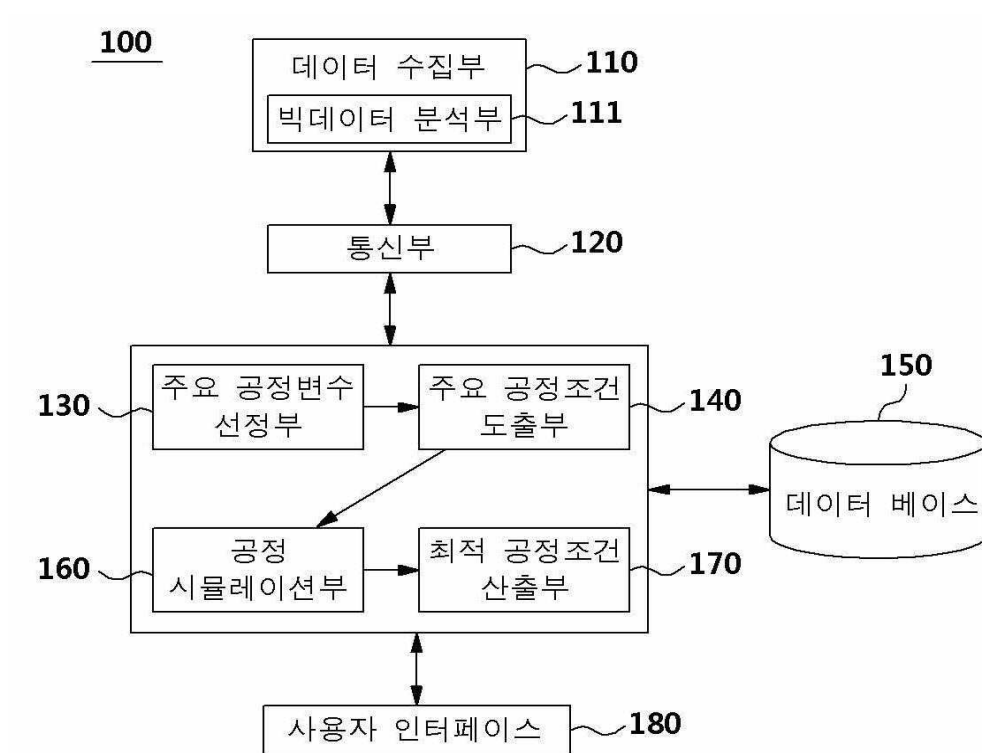 100
데이터 수집부
110
빅데이터 분석부
111
통신부
120
주요 공정변수
선정부
130
주요 공정조건
도출부
140
150
데이터 베이스
공정
시뮬레이션부
160
최적 공정조건
산출부
170
사용자 인터페이스
180